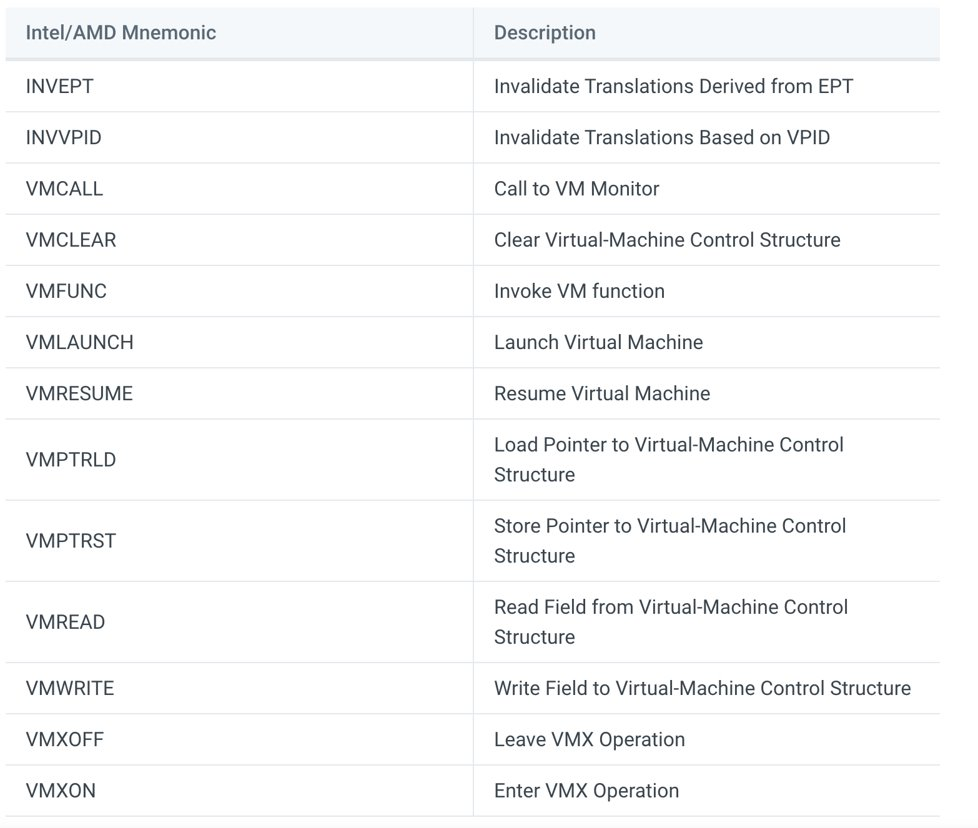 Intel/AMD Mnemonic Description
INVEPT Invalidate Translations Derived from EPT
INVVPID Invalidate Translations Based on VPID
VMCALL Call to VM Monitor
VMCLEAR Clear Virtual-Machine Control Structure
VMFUNC Invoke VM function
VMLAUNCH Launch Virtual Machine
VMRESUME Resume Virtual Machine
VMPTRLD Load Pointer to Virtual-Machine Control
Structure
VMPTRST Store Pointer to Virtual-Machine Control
Structure
VMREAD Read Field from Virtual-Machine Control
Structure
VMWRITE Write Field to Virtual-Machine Control Structure
VMXOFF Leave VMX Operation
VMXON Enter VMX Operation